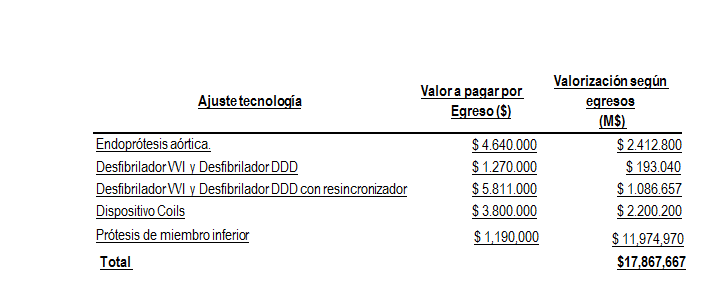 Ajuste tecnología Valor a pagar por Egreso ($) Valorización según egresos (M$)
Endoprótesis aórtica. $ 4.640.000 $ 2.412.800
Desfibrilador VVI y Desfibrilador DDD $ 1.270.000 $ 193.040
Desfibrilador VVI y Desfibrilador DDD con resincronizador $ 5.811.000 $ 1.086.657
Dispositivo Coils $ 3.800.000 $ 2.200.200
Prótesis de miembro inferior $ 1,190,000 $ 11,974,970
Total $17,867,667